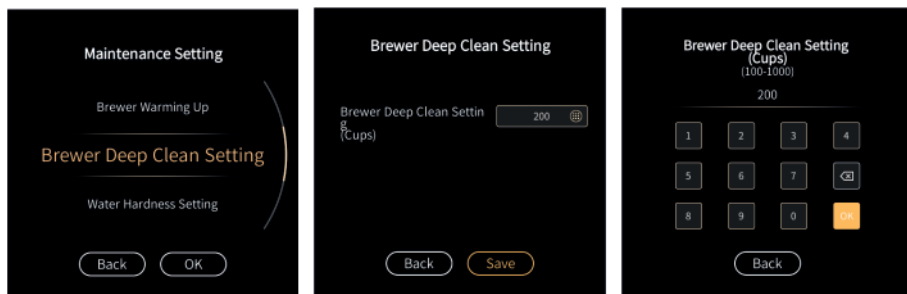 Maintenance Setting
Brewer Warming Up
Brewer Deep Clean Setting
Water Hardness Setting
Back OK
Brewer Deep Clean Setting
Brewer Deep Clean Settin
g
(Cups)
200
Back Save
Brewer Deep Clean Setting
(Cups)
(100-1000)
200
1 2 3 4
5 6 7
8 9 0 OK
Back